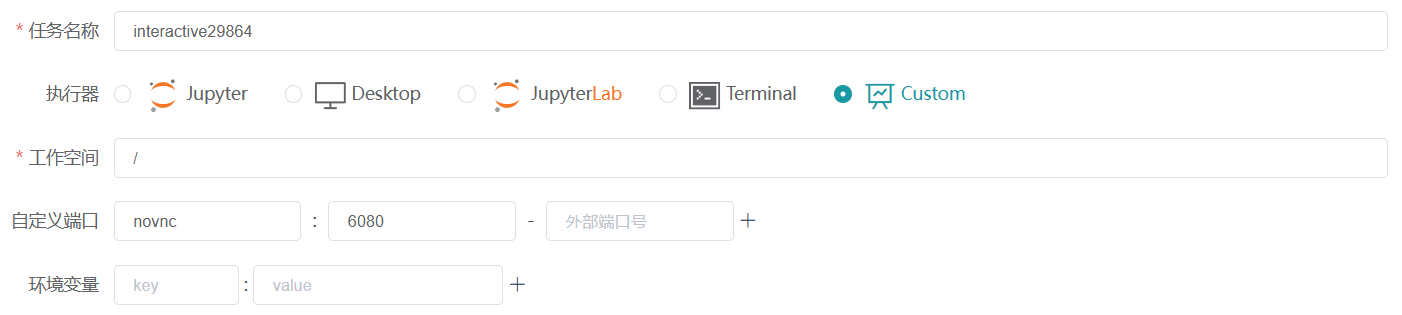 * 任务名称 interactive29864
执行器 Jupyter Desktop JupyterLab Terminal Custom
* 工作空间 /
自定义端口 novnc : 6080 - 外部端口号 +
环境变量 key : value +